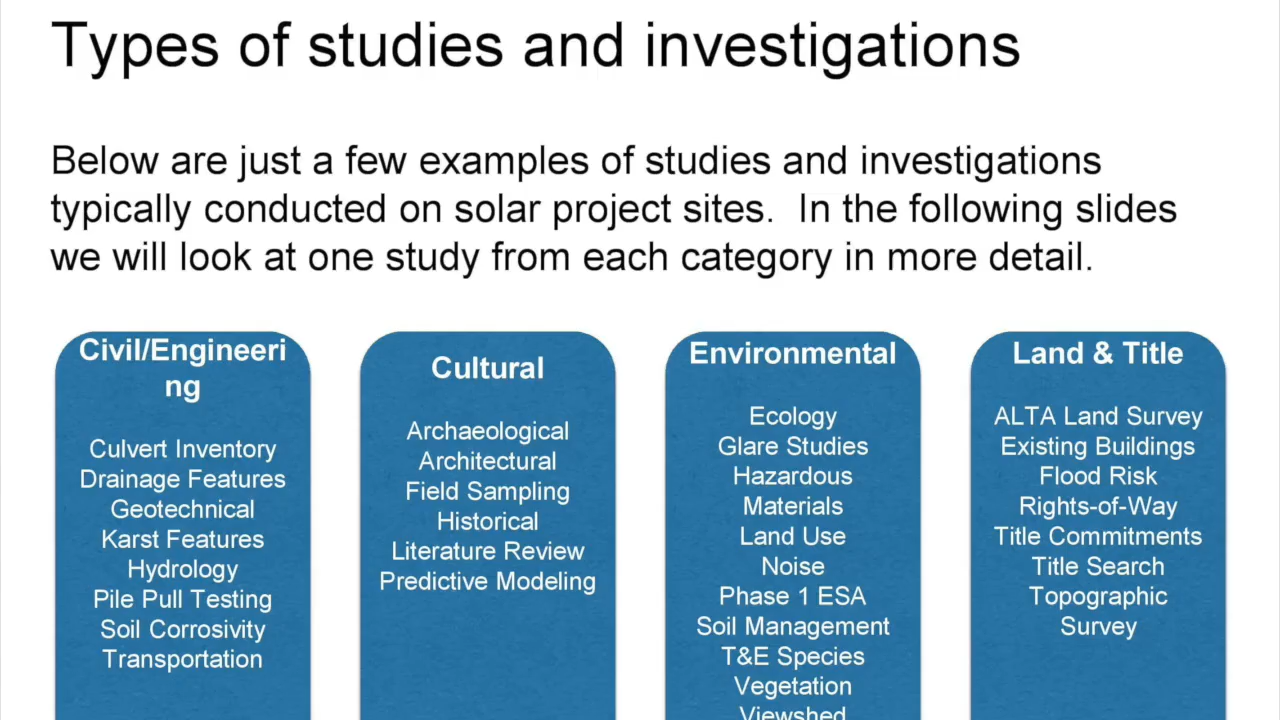 Types of studies and investigations
Below are just a few examples of studies and investigations
typically conducted on solar project sites.  In the following slides
we will look at one study from each category in more detail.
Civil/Engineeri
ng
Culvert Inventory
Drainage Features
Geotechnical
Karst Features
Hydrology
Pile Pull Testing
Soil Corrosivity
Transportation
Cultural
Archaeological
Architectural
Field Sampling
Historical
Literature Review
Predictive Modeling
Environmental
Ecology
Glare Studies
Hazardous
Materials
Land Use
Noise
Phase 1 ESA
Soil Management
T&E Species
Vegetation
Viewshed
Land & Title
ALTA Land Survey
Existing Buildings
Flood Risk
Rights-of-Way
Title Commitments
Title Search
Topographic
Survey